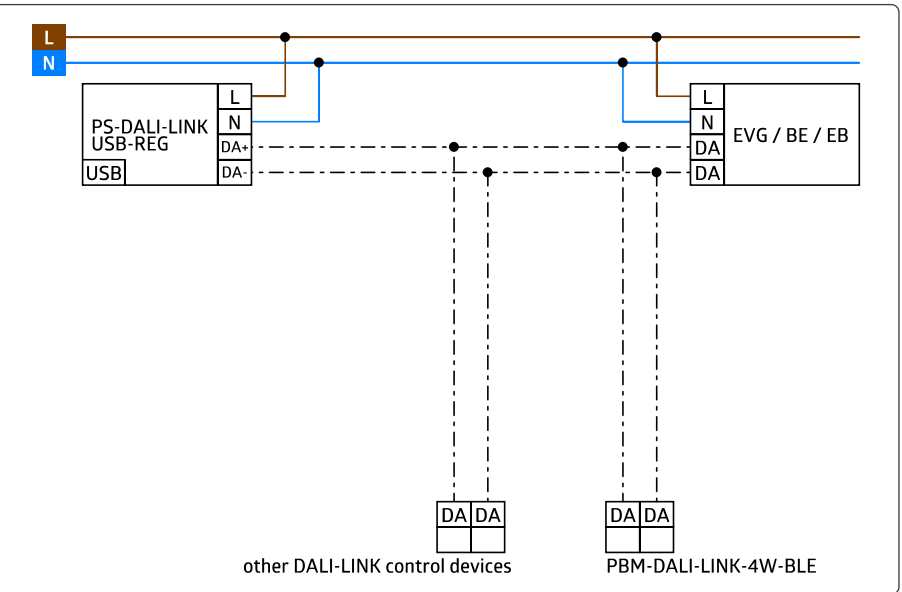 L
N
PS-DALI-LINK
USB-REG
USB
L
N
DA+
DA-
L
N
DA
DA
EVG / BE / EB
DA DA
other DALI-LINK control devices
DA DA
PBM-DALI-LINK-4W-BLE